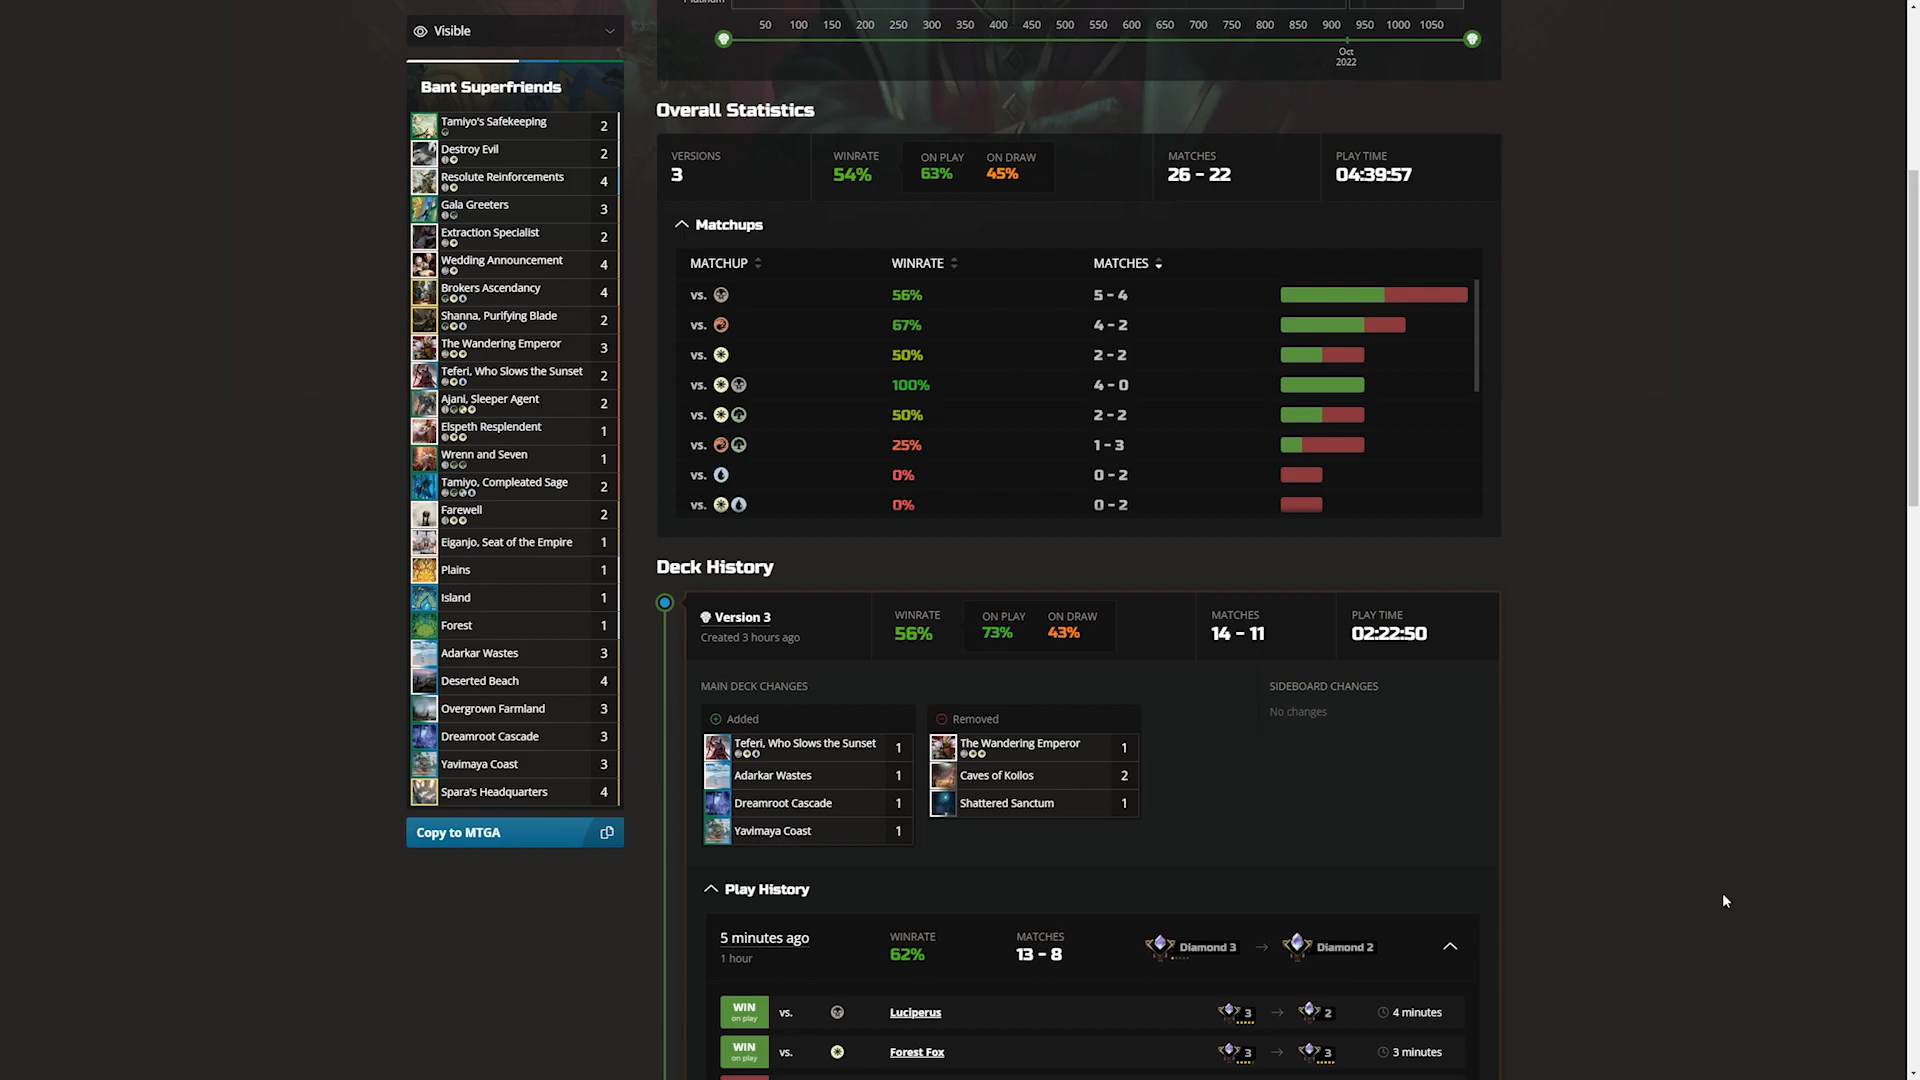 Platinum
50 100 150 200 250 300 350 400 450 500 550 600 650 700 750 800 850 900 950 1000 1050
Oct
2022
Visible
Bant Superfriends
Tamiyo's Safekeeping 2
Destroy Evil 2
Resolute Reinforcements 4
Gala Greeters 3
Extraction Specialist 2
Wedding Announcement 4
Brokers Ascendancy 4
Shanna, Purifying Blade 2
The Wandering Emperor 3
Teferi, Who Slows the Sunset 2
Ajani, Sleeper Agent 2
Elspeth Resplendent 1
Wrenn and Seven 1
Tamiyo, Compleated Sage 2
Farewell 2
Eiganjo, Seat of the Empire 1
Plains 1
Island 1
Forest 1
Adarkar Wastes 3
Deserted Beach 4
Overgrown Farmland 3
Dreamroot Cascade 3
Yavimaya Coast 3
Spara's Headquarters 4
Copy to MTGA
Overall Statistics
VERSIONS WINRATE ON PLAY ON DRAW MATCHES PLAY TIME
3 54% 63% 45% 26 - 22 04:39:57
Matchups
MATCHUP WINRATE MATCHES
vs. 56% 5 - 4
vs. 67% 4 - 2
vs. 50% 2 - 2
vs. 100% 4 - 0
vs. 50% 2 - 2
vs. 25% 1 - 3
vs. 0% 0 - 2
vs. 0% 0 - 2
Deck History
Version 3 WINRATE ON PLAY ON DRAW MATCHES PLAY TIME
Created 3 hours ago 56% 73% 43% 14 - 11 02:22:50
MAIN DECK CHANGES SIDEBOARD CHANGES
Added Removed No changes
Teferi, Who Slows the Sunset 1 The Wandering Emperor 1
Adarkar Wastes 1 Caves of Koilos 2
Dreamroot Cascade 1 Shattered Sanctum 1
Yavimaya Coast 1
Play History
5 minutes ago WINRATE MATCHES
1 hour 62% 13 - 8 Diamond 3 → Diamond 2
WIN
on play vs. Luciperus 3 → 2 4 minutes
WIN
on play vs. Forest Fox 3 → 3 3 minutes